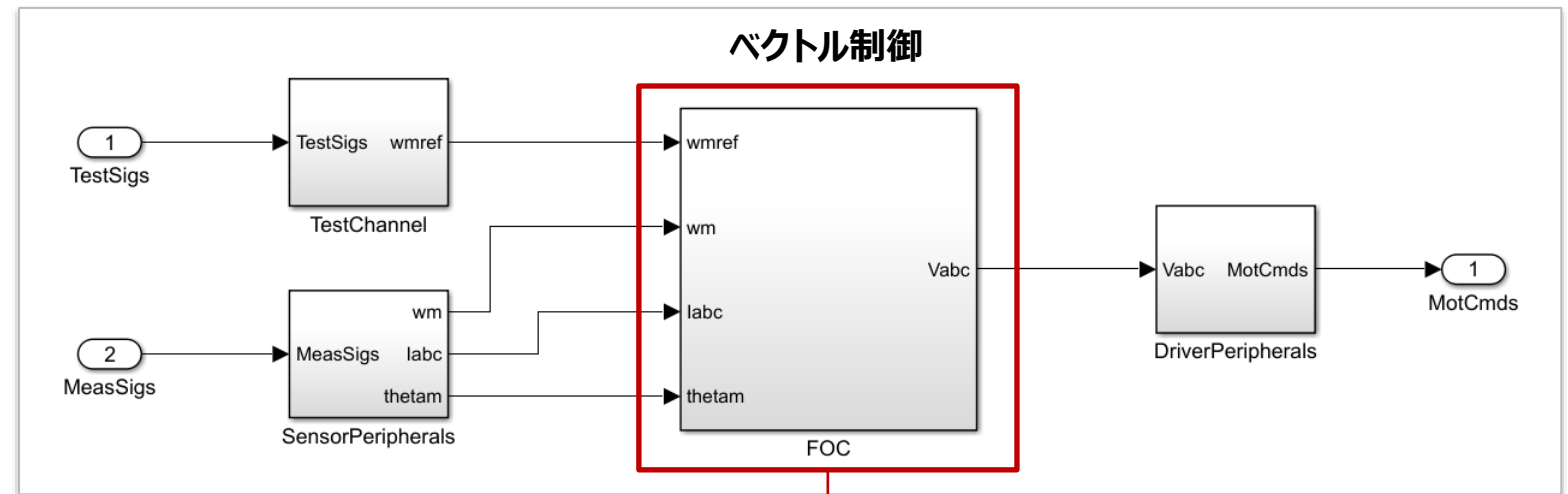 ベクトル制御
1
TestSigs
TestSigs wmref
TestChannel
2
MeasSigs
MeasSigs
wm
Iabc
thetam
SensorPeripherals
wmref
wm
Iabc
thetam
Vabc
FOC
Vabc MotCmds
DriverPeripherals
1
MotCmds